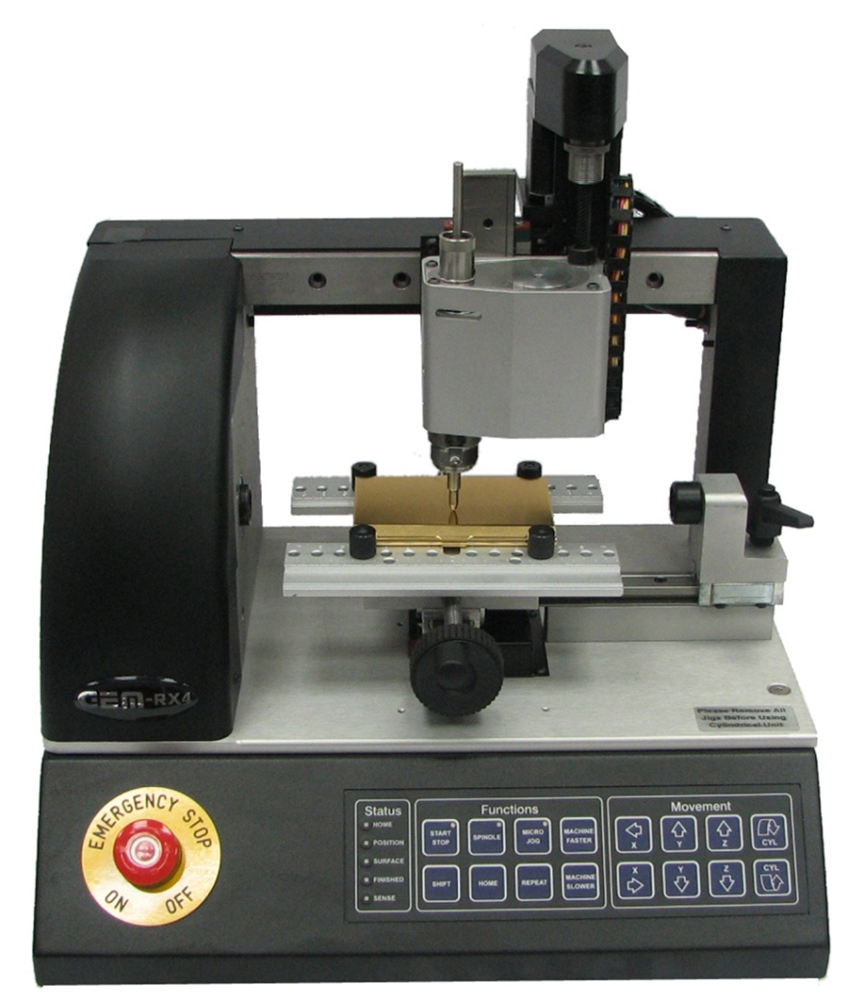 GEM-RX4
Please Remove All
Jigs Before Using
Cylindrical Unit
EMERGENCY STOP
ON OFF
Status
HOME
POSITION
SURFACE
FINISHED
SENSE
Functions
START
STOP
SPINDLE
MICRO
JOG
MACHINE
FASTER
SHIFT
HOME
REPEAT
MACHINE
SLOWER
Movement
X
Y
Z
CYL
X
Y
Z
CYL